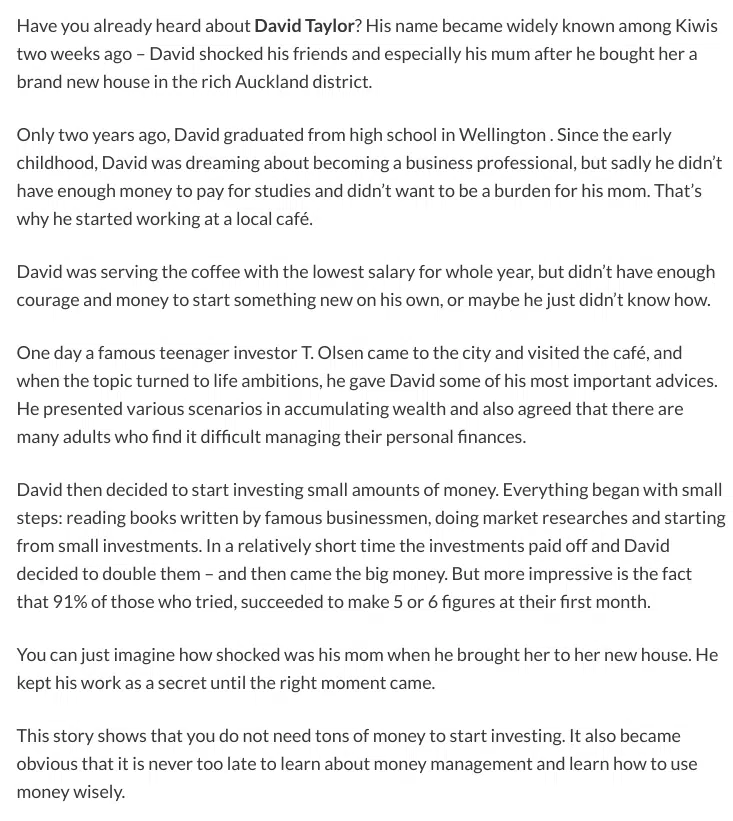 Have you already heard about David Taylor? His name became widely known among Kiwis
two weeks ago – David shocked his friends and especially his mum after he bought her a
brand new house in the rich Auckland district.
Only two years ago, David graduated from high school in Wellington . Since the early
childhood, David was dreaming about becoming a business professional, but sadly he didn’t
have enough money to pay for studies and didn’t want to be a burden for his mom. That’s
why he started working at a local café.
David was serving the coffee with the lowest salary for whole year, but didn’t have enough
courage and money to start something new on his own, or maybe he just didn’t know how.
One day a famous teenager investor T. Olsen came to the city and visited the café, and
when the topic turned to life ambitions, he gave David some of his most important advices.
He presented various scenarios in accumulating wealth and also agreed that there are
many adults who find it difficult managing their personal finances.
David then decided to start investing small amounts of money. Everything began with small
steps: reading books written by famous businessmen, doing market researches and starting
from small investments. In a relatively short time the investments paid off and David
decided to double them – and then came the big money. But more impressive is the fact
that 91% of those who tried, succeeded to make 5 or 6 figures at their first month.
You can just imagine how shocked was his mom when he brought her to her new house. He
kept his work as a secret until the right moment came.
This story shows that you do not need tons of money to start investing. It also became
obvious that it is never too late to learn about money management and learn how to use
money wisely.